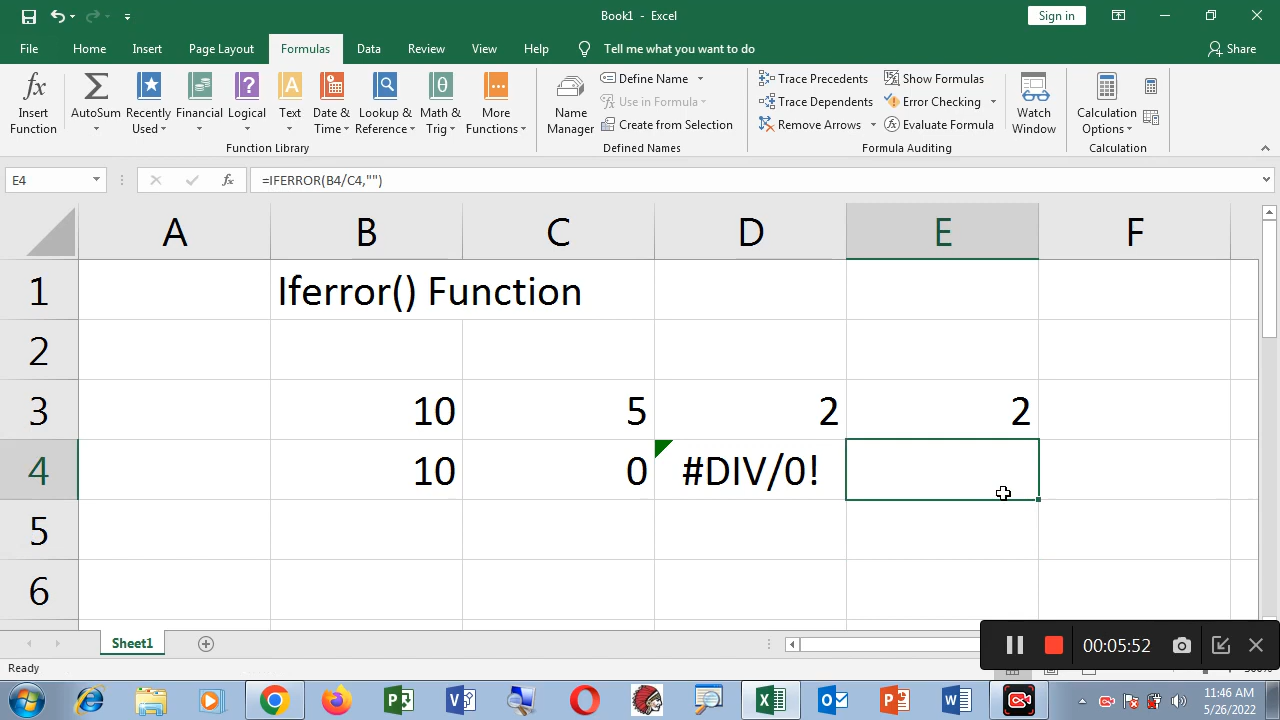 Book1 - Excel
Sign in
File Home Insert Page Layout Formulas Data Review View Help Tell me what you want to do Share
Insert Function
AutoSum
Recently Used
Financial
Logical
Text
Date & Time
Lookup & Reference
Math & Trig
More Functions
Function Library
Name Manager
Define Name
Use in Formula
Create from Selection
Defined Names
Trace Precedents
Trace Dependents
Remove Arrows
Show Formulas
Error Checking
Evaluate Formula
Watch Window
Formula Auditing
Calculation Options
Calculation
E4 fx =IFERROR(B4/C4,"")
A B C D E F
1 Iferror() Function
2
3 10 5 2 2
4 10 0 #DIV/0!
5
6
Sheet1
00:05:52
Ready
11:46 AM
5/26/2022